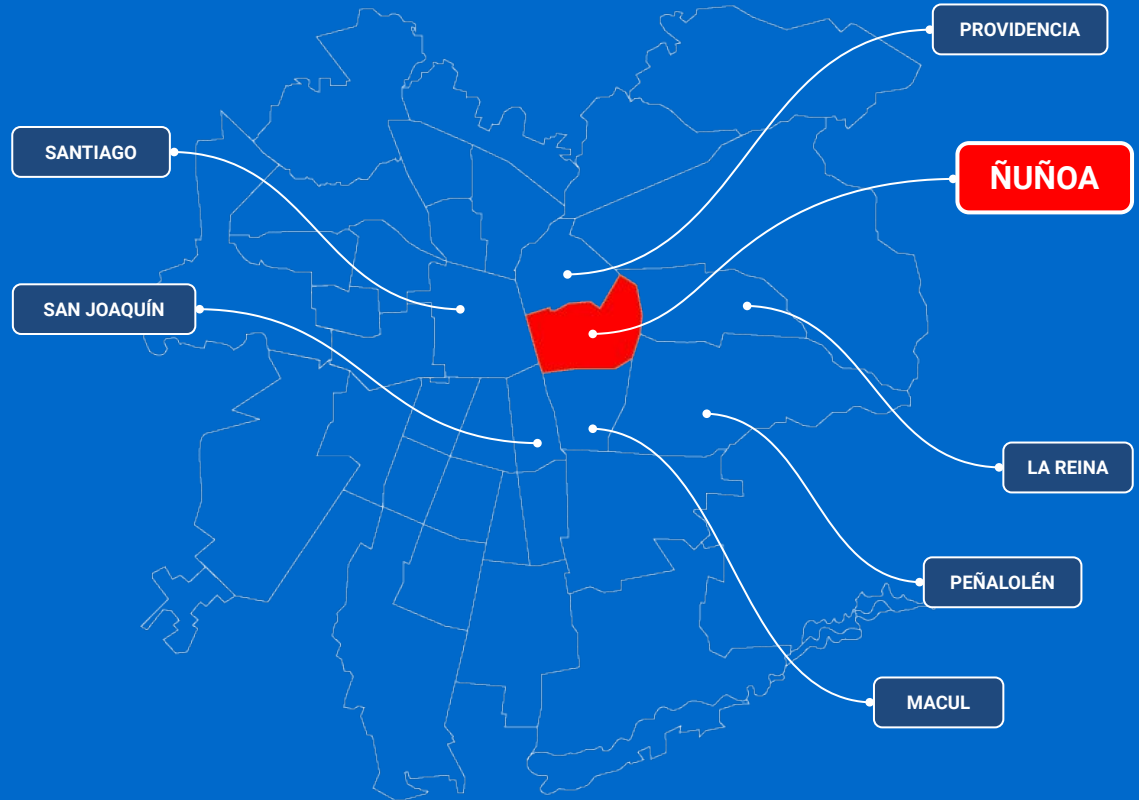 PROVIDENCIA
SANTIAGO
ÑUÑOA
SAN JOAQUÍN
LA REINA
PEÑALOLÉN
MACUL